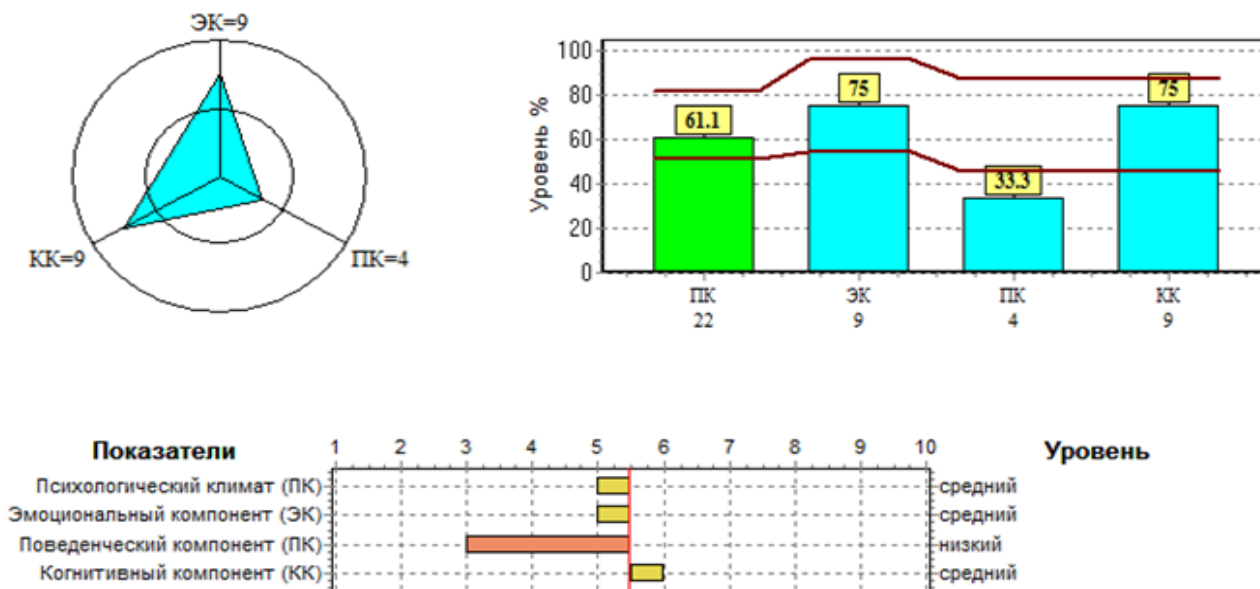 ЭК=9
КК=9
ПК=4
Уровень %
100
80
60
40
20
0
61.1
75
33.3
75
ПК ЭК ПК КК
22 9 4 9
Показатели 1 2 3 4 5 6 7 8 9 10 Уровень
Психологический климат (ПК) средний
Эмоциональный компонент (ЭК) средний
Поведенческий компонент (ПК) низкий
Когнитивный компонент (КК) средний